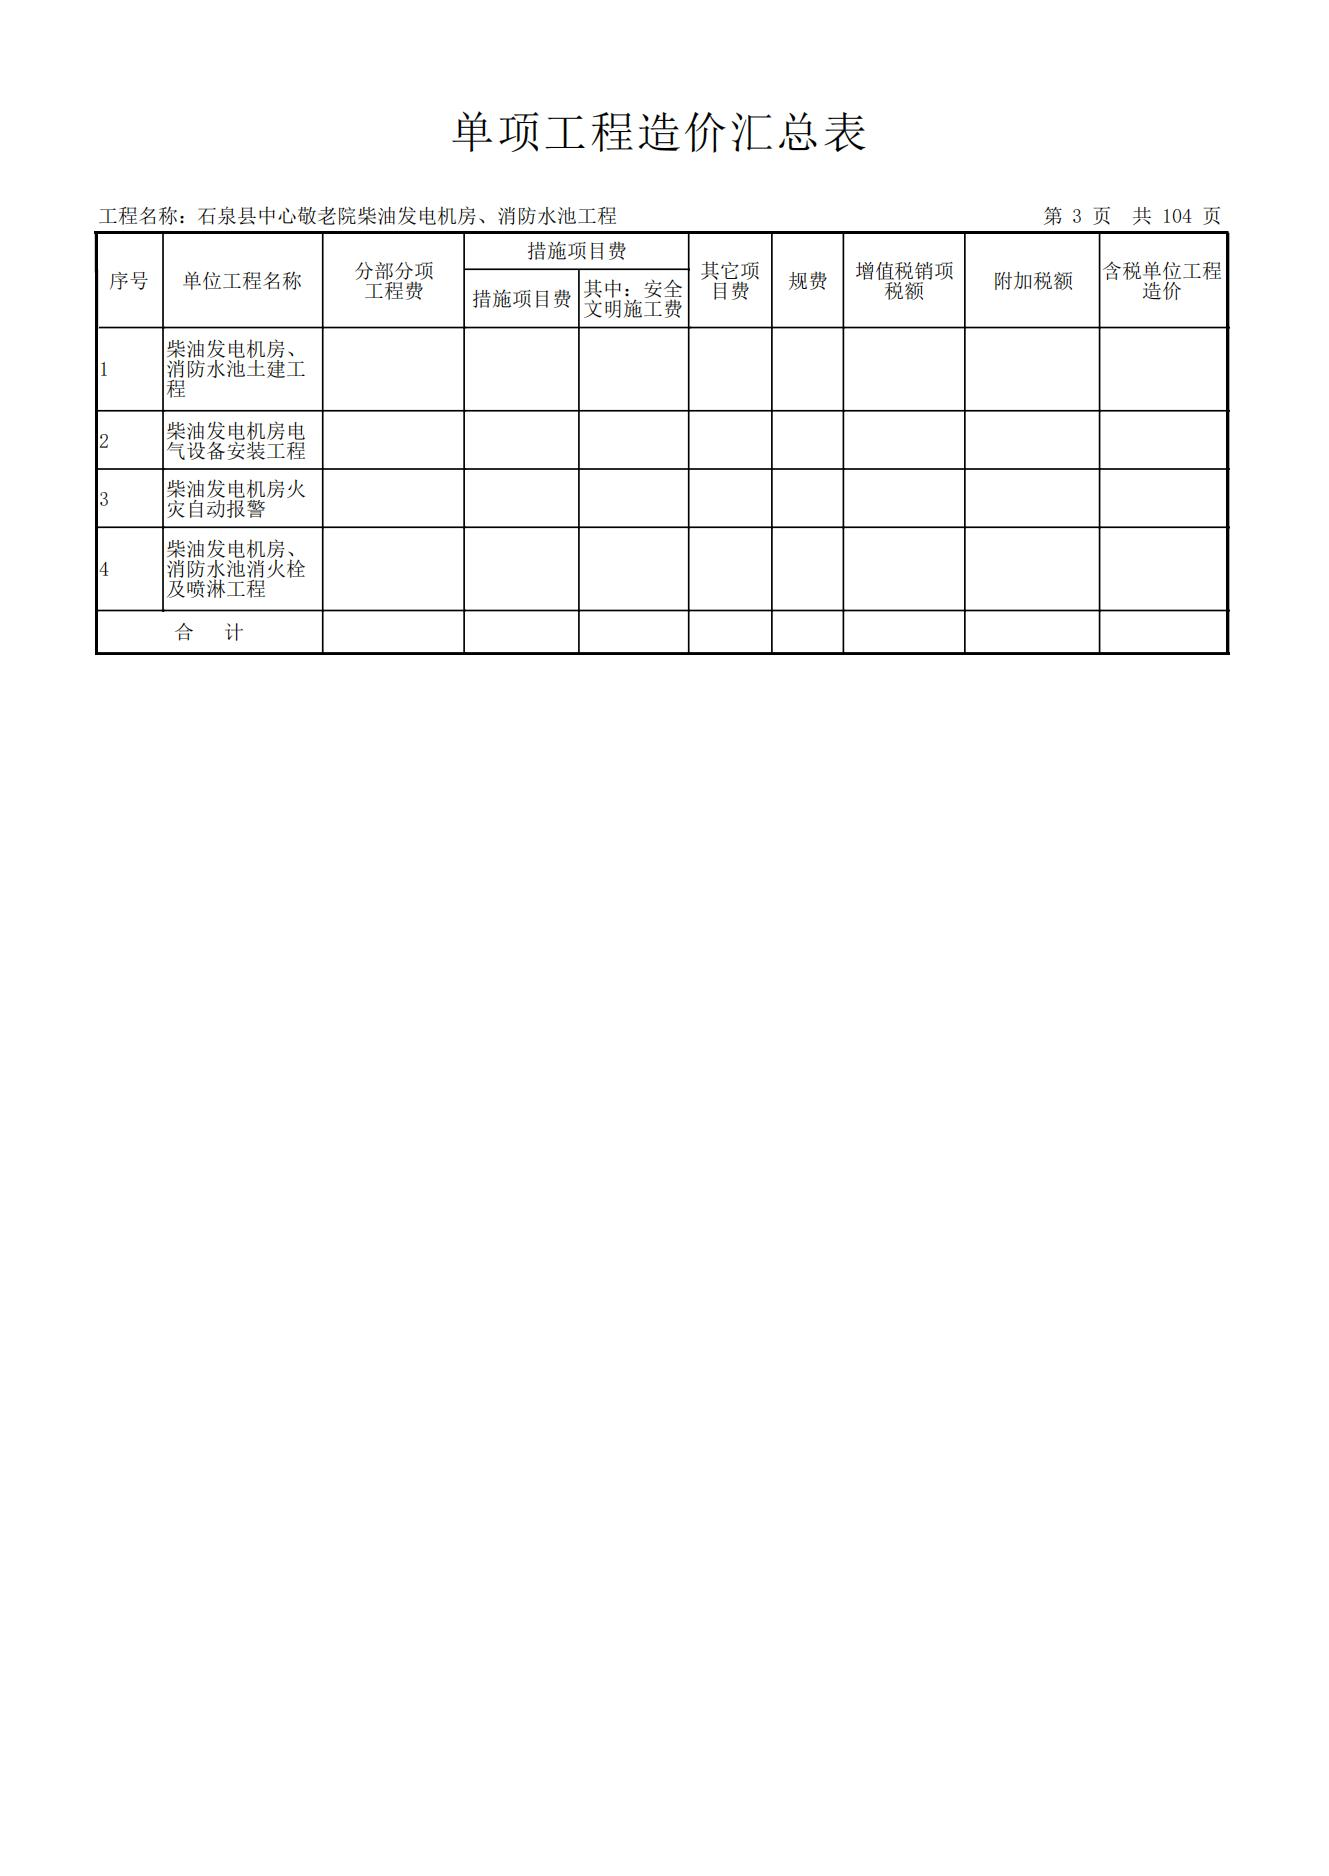 单项工程造价汇总表
工程名称：石泉县中心敬老院柴油发电机房、消防水池工程 第 3 页 共 104 页
序号
单位工程名称
分部分项
工程费
措施项目费
措施项目费
其中：安全
文明施工费
其它项
目费
规费
增值税销项
税额
附加税额
含税单位工程
造价
1
柴油发电机房、
消防水池土建工
程
2
柴油发电机房电
气设备安装工程
3
柴油发电机房火
灾自动报警
4
柴油发电机房、
消防水池消火栓
及喷淋工程
合 计